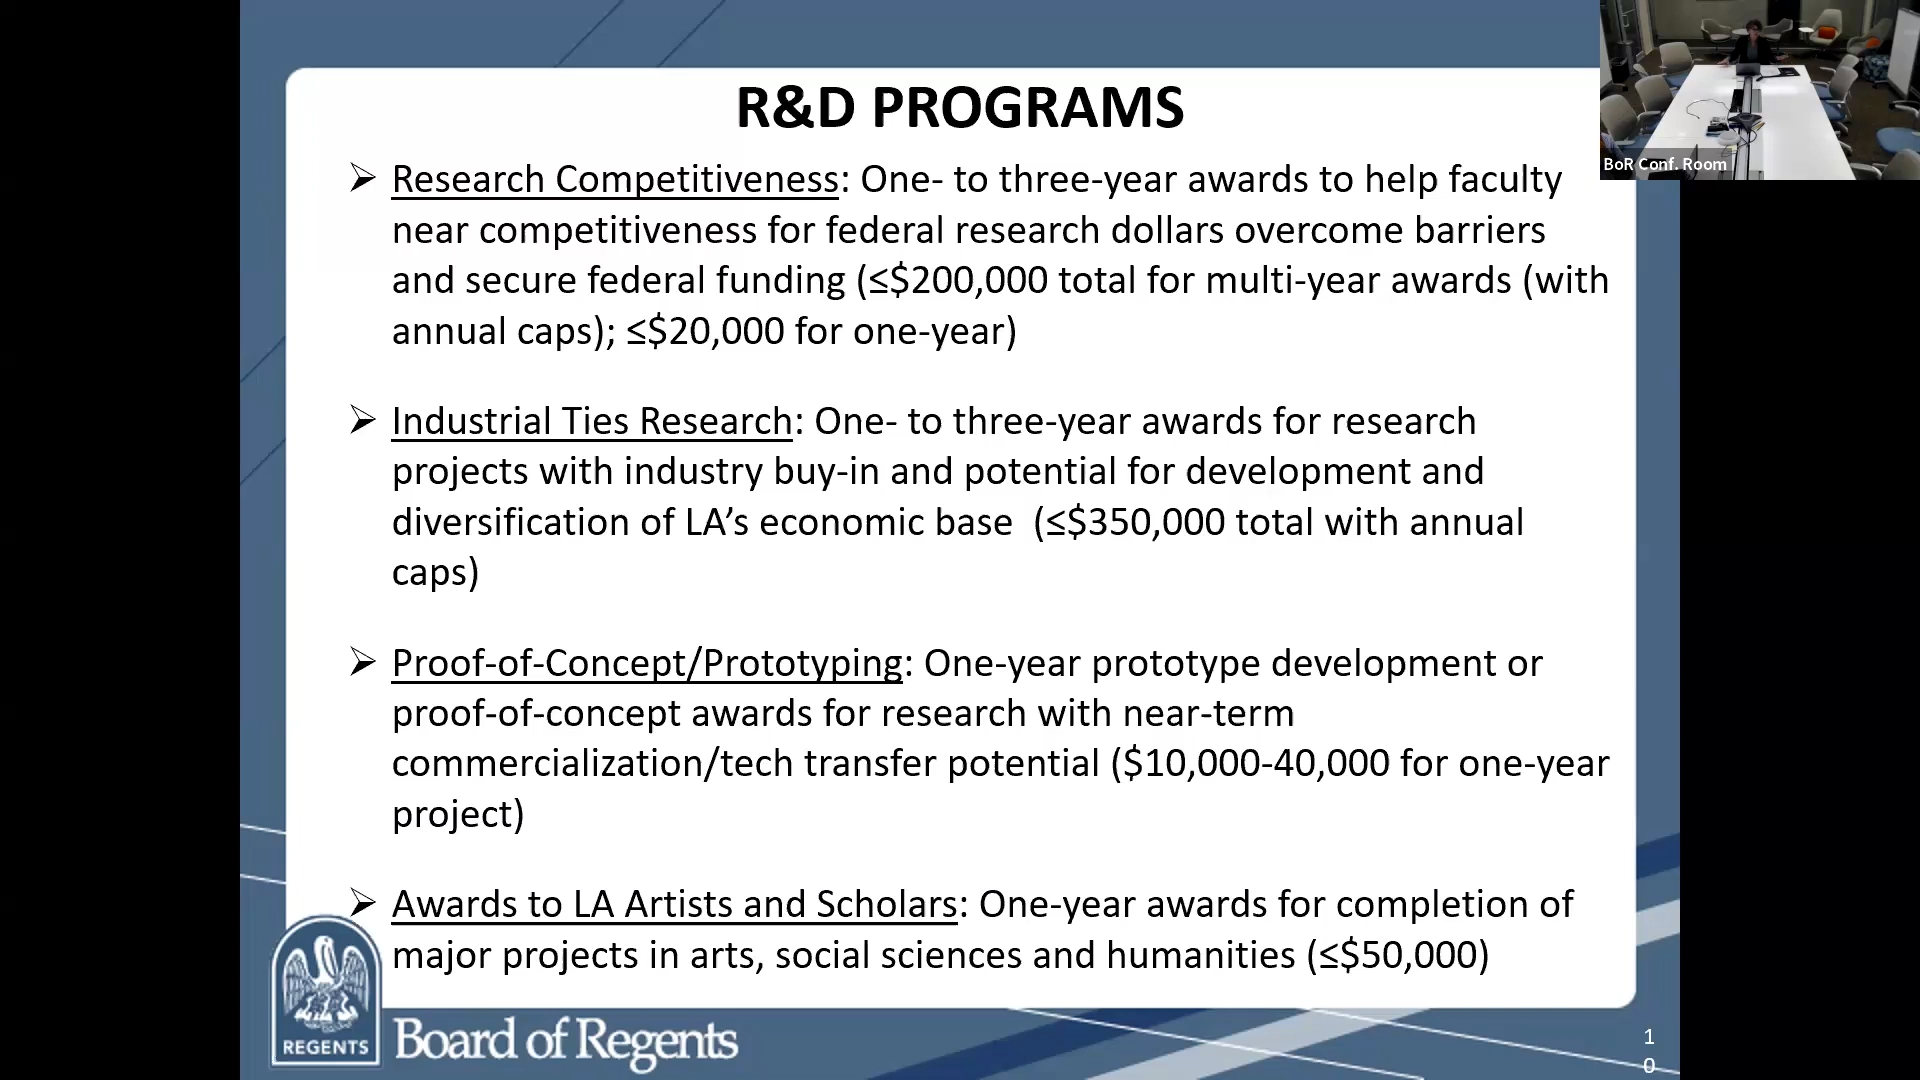 R&D PROGRAMS
BoR Conf. Room
➢ Research Competitiveness: One- to three-year awards to help faculty
near competitiveness for federal research dollars overcome barriers
and secure federal funding (≤$200,000 total for multi-year awards (with
annual caps); ≤$20,000 for one-year)
➢ Industrial Ties Research: One- to three-year awards for research
projects with industry buy-in and potential for development and
diversification of LA’s economic base  (≤$350,000 total with annual
caps)
➢ Proof-of-Concept/Prototyping: One-year prototype development or
proof-of-concept awards for research with near-term
commercialization/tech transfer potential ($10,000-40,000 for one-year
project)
➢ Awards to LA Artists and Scholars: One-year awards for completion of
major projects in arts, social sciences and humanities (≤$50,000)
REGENTS
Board of Regents
1
0